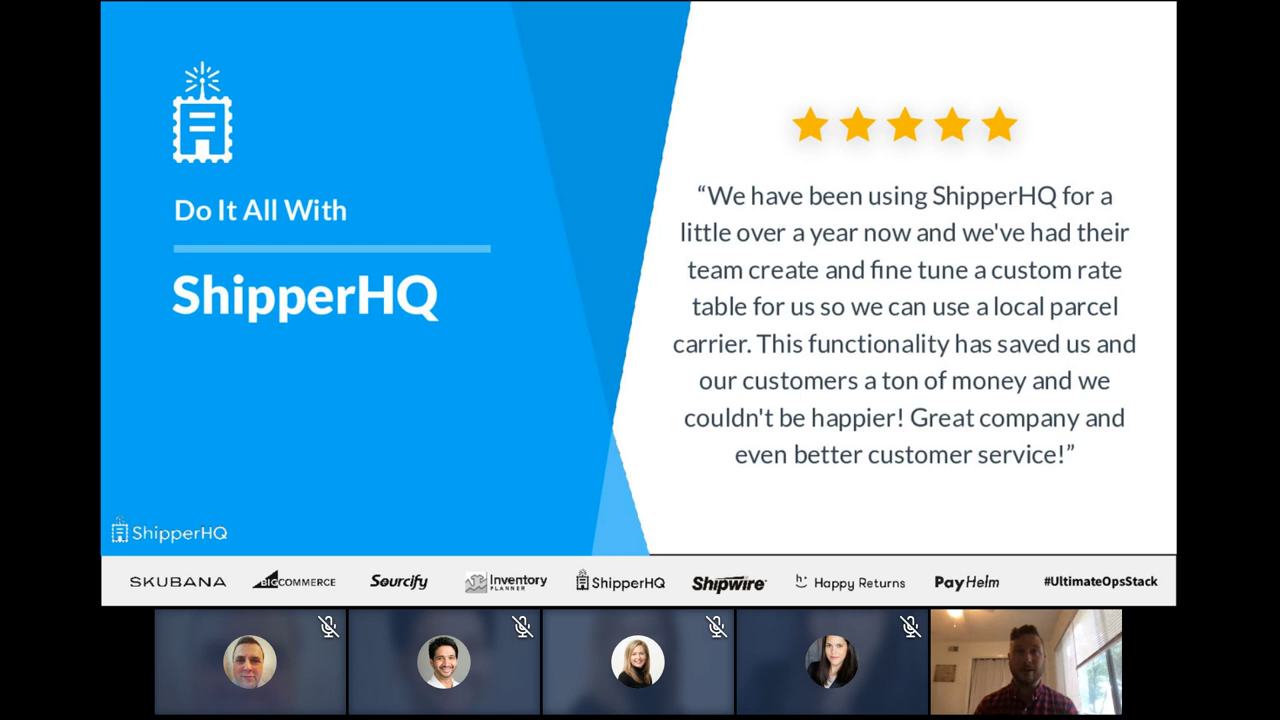 Do It All With
ShipperHQ
“We have been using ShipperHQ for a
little over a year now and we've had their
team create and fine tune a custom rate
table for us so we can use a local parcel
carrier. This functionality has saved us and
our customers a ton of money and we
couldn't be happier! Great company and
even better customer service!”
ShipperHQ
SKUBANA BIGCOMMERCE Sourcify Inventory PLANNER ShipperHQ Shipwire h: Happy Returns PayHelm #UltimateOpsStack